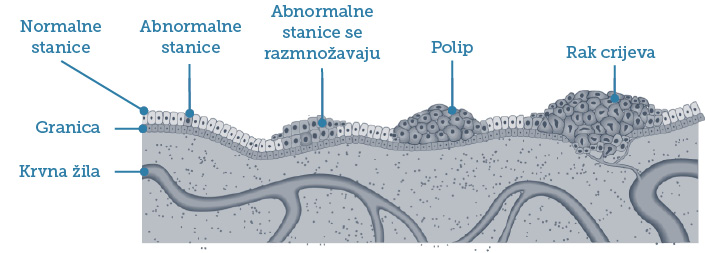 Normalne
stanice
Abnormalne
stanice
Abnormalne
stanice se
razmnožavaju
Polip
Rak crijeva
Granica
Krvna žila